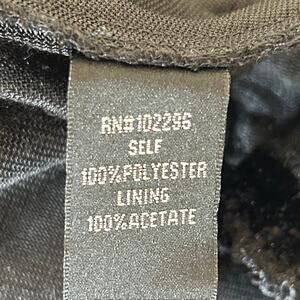 RN#102296
SELF
100%POLYESTER
LINING
100%ACETATE